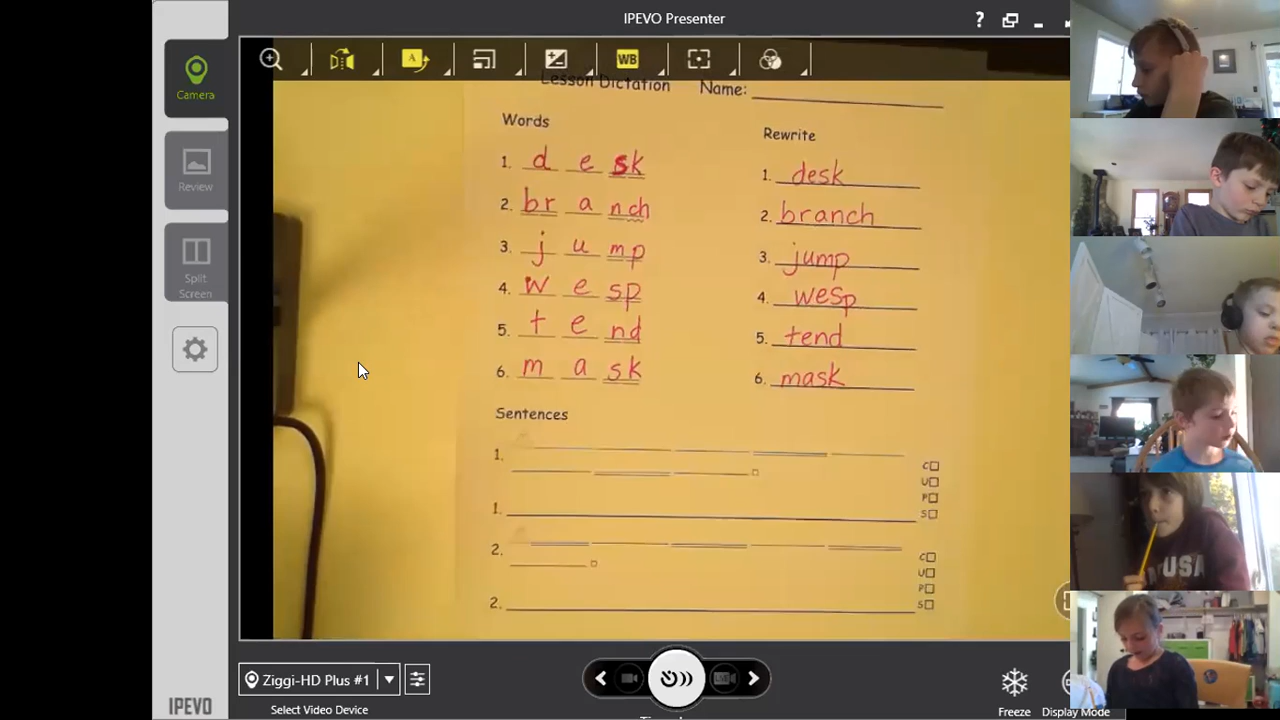 IPEVO Presenter
?
Camera
Review
Split
Screen
A
WB
Lesson Dictation Name:
Words
1. d e sk
2. br a nch
3. j u mp
4. w e sp
5. t e nd
6. m a sk
Rewrite
1. desk
2. branch
3. jump
4. wesp
5. tend
6. mask
Sentences
1.
C
U
P
S
1.
2.
C
U
P
S
2.
USA
IPEVO
Ziggi-HD Plus #1
Select Video Device
LIVE
Freeze
Display Mode